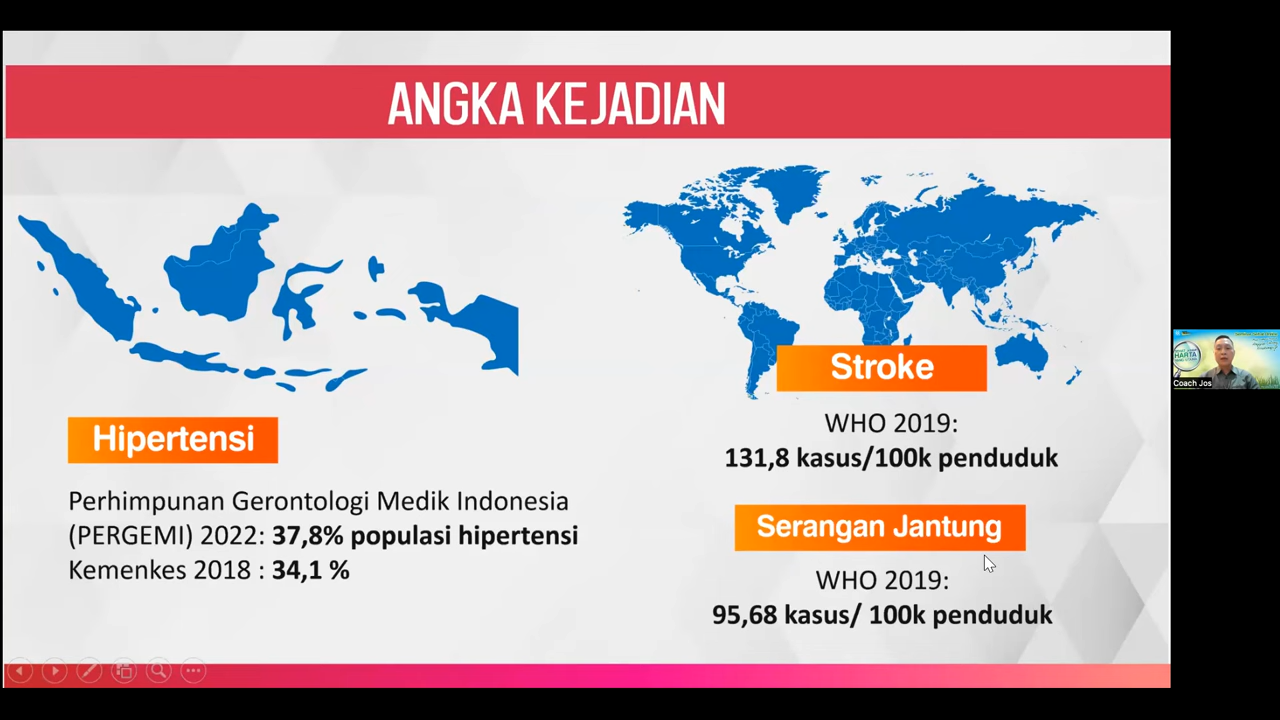 ANGKA KEJADIAN
Hipertensi
Perhimpunan Gerontologi Medik Indonesia
(PERGEMI) 2022: 37,8% populasi hipertensi
Kemenkes 2018 : 34,1 %
Stroke
WHO 2019:
131,8 kasus/100k penduduk
Serangan Jantung
WHO 2019:
95,68 kasus/ 100k penduduk
HARTA
Coach Jos